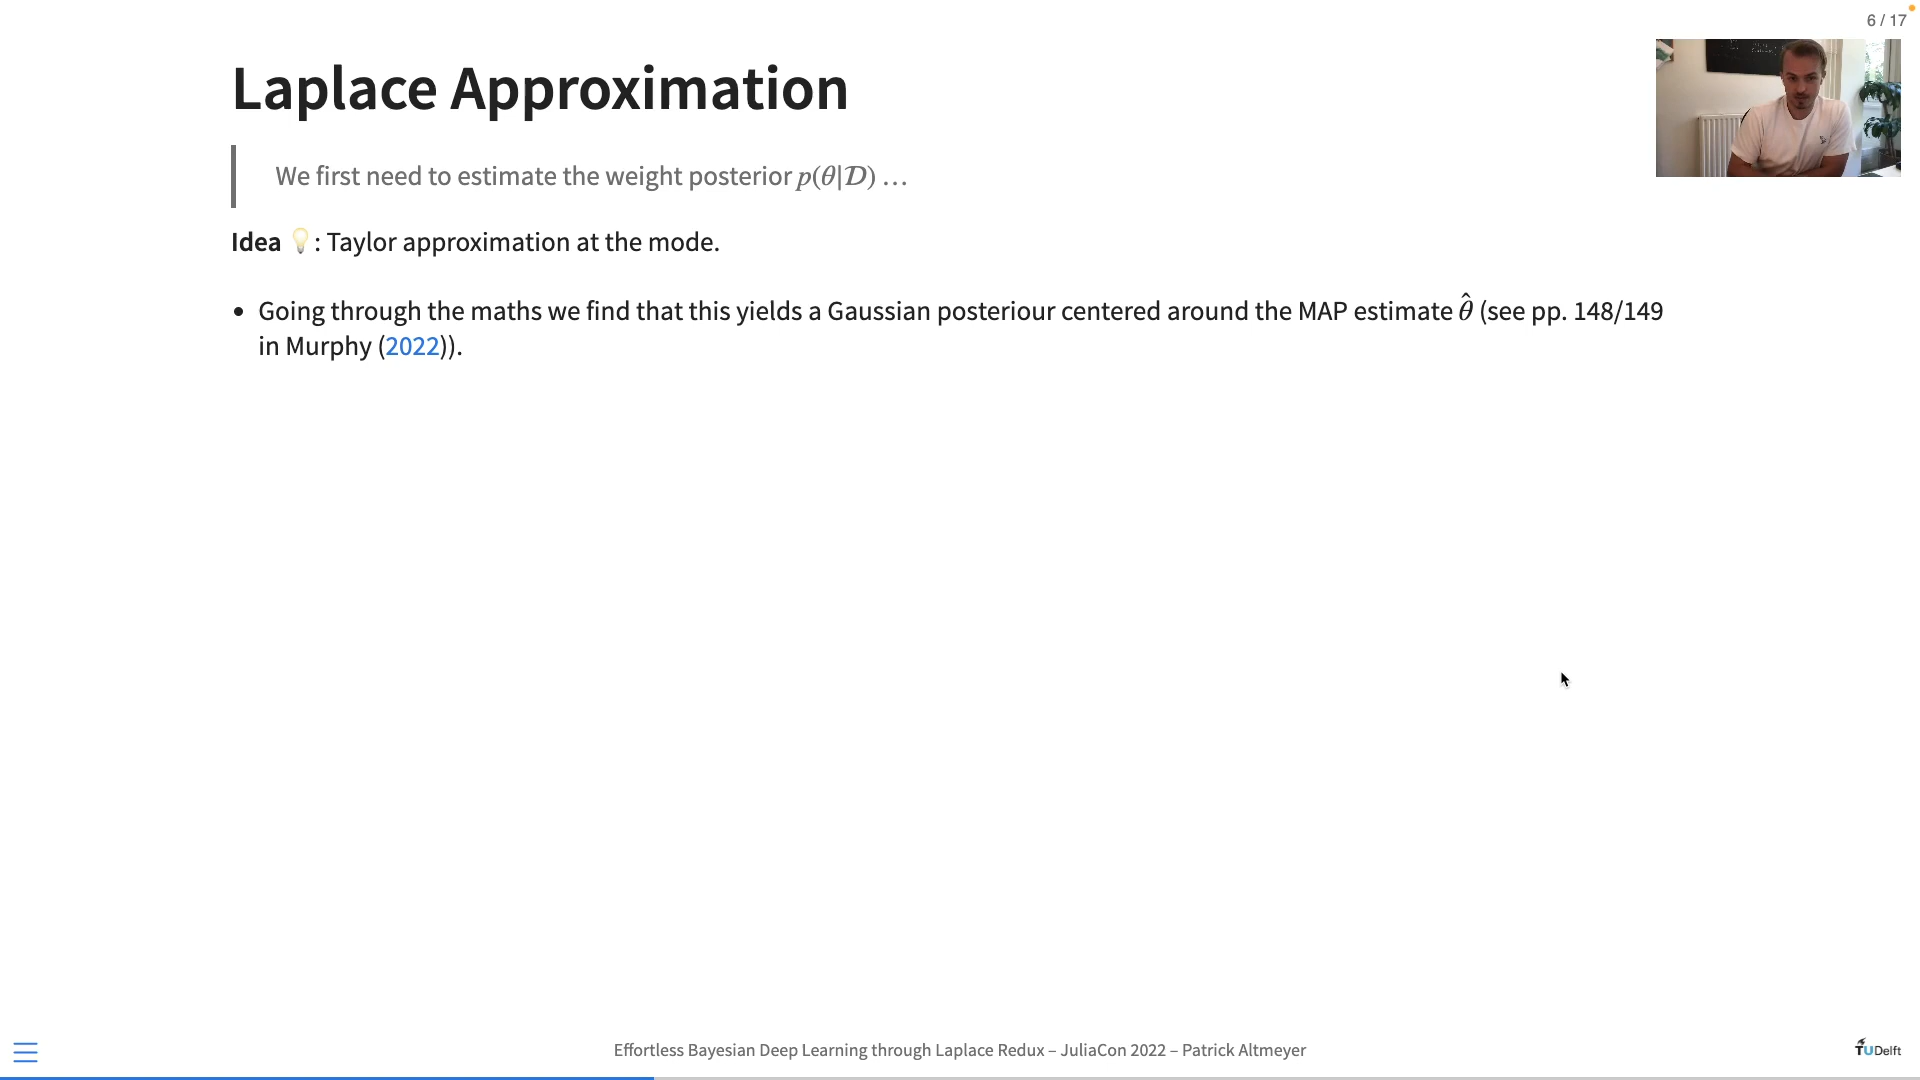 6 / 17
Laplace Approximation
We first need to estimate the weight posterior p(θ|𝒟) …
Idea 💡: Taylor approximation at the mode.
• Going through the maths we find that this yields a Gaussian posteriour centered around the MAP estimate θ̂ (see pp. 148/149
in Murphy (2022)).
Effortless Bayesian Deep Learning through Laplace Redux – JuliaCon 2022 – Patrick Altmeyer
TUDelft